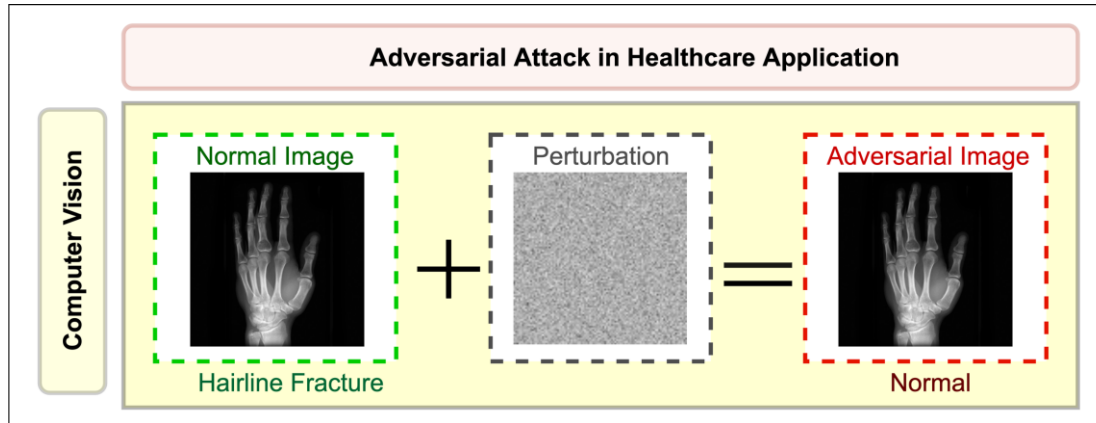 Adversarial Attack in Healthcare Application
Computer Vision
Normal Image
Perturbation
Adversarial Image
Hairline Fracture
Normal